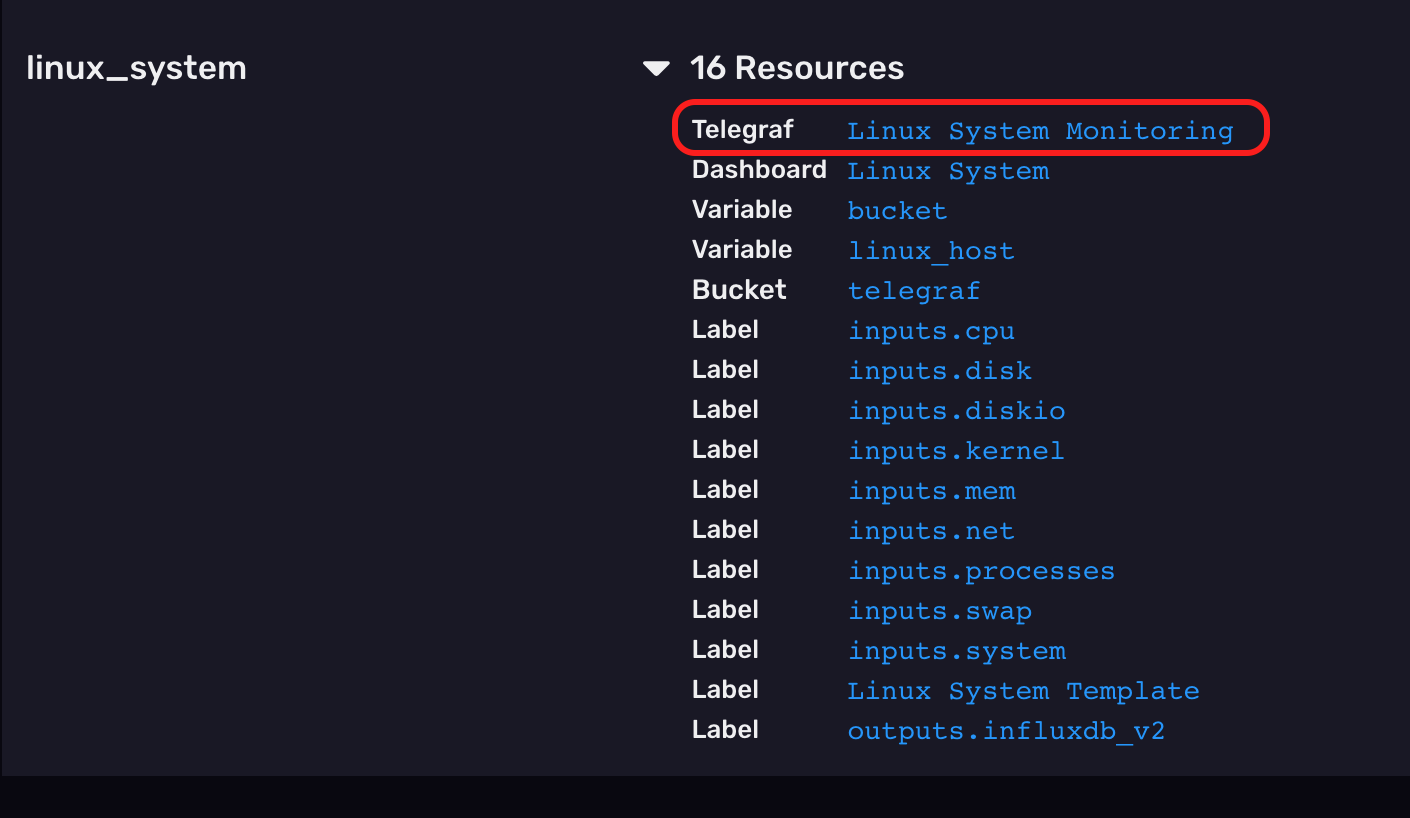 linux_system 16 Resources
Telegraf Linux System Monitoring
Dashboard Linux System
Variable bucket
Variable linux_host
Bucket telegraf
Label inputs.cpu
Label inputs.disk
Label inputs.diskio
Label inputs.kernel
Label inputs.mem
Label inputs.net
Label inputs.processes
Label inputs.swap
Label inputs.system
Label Linux System Template
Label outputs.influxdb_v2